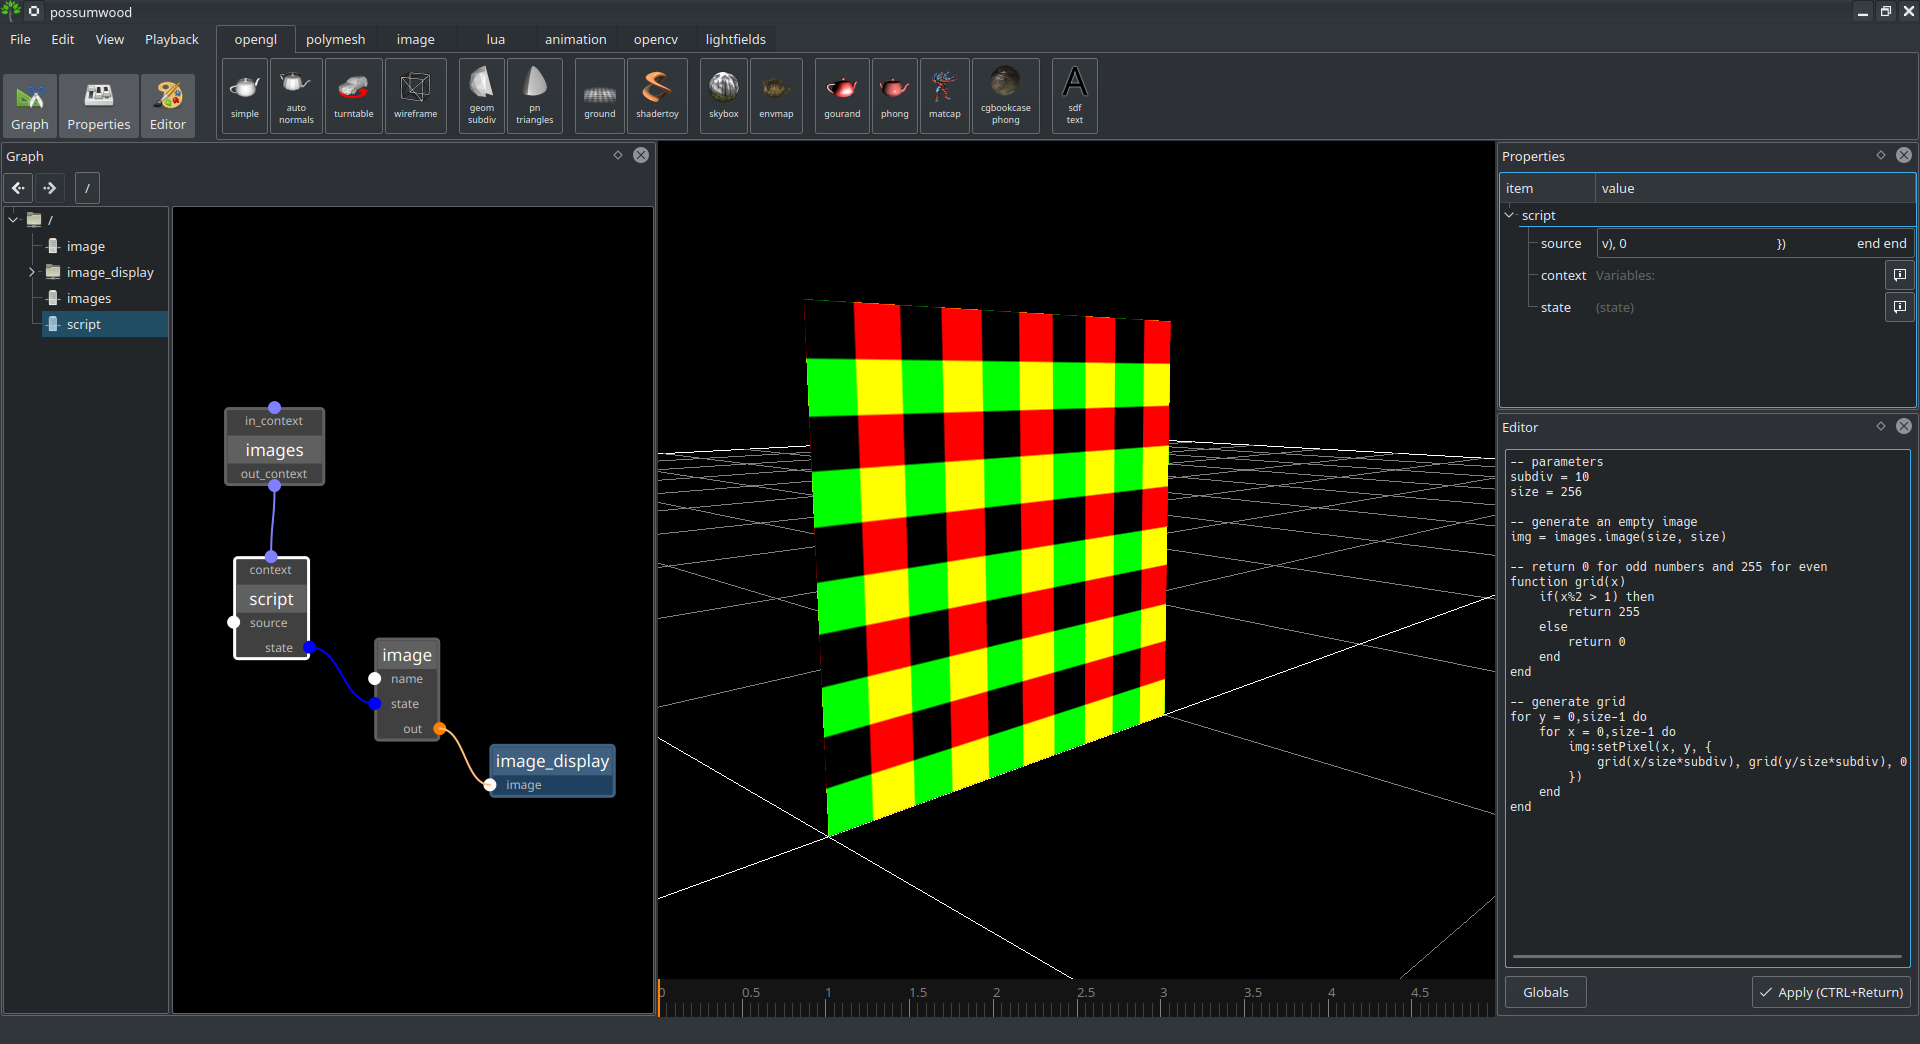 possumwood
File Edit View Playback
opengl polymesh image lua animation opencv lightfields
Graph Properties Editor
simple
auto normals
turntable
wireframe
geom subdiv
pn triangles
ground
shadertoy
skybox
envmap
gourand
phong
matcap
cgbookcase phong
sdf text
Graph
/
/
image
image_display
images
script
in_context
images
out_context
context
script
source
state
image
name
state
out
image_display
image
0 0.5 1 1.5 2 2.5 3 3.5 4 4.5
Properties
item value
script
source v), 0 }) end end
context Variables:
state (state)
Editor
-- parameters
subdiv = 10
size = 256
-- generate an empty image
img = images.image(size, size)
-- return 0 for odd numbers and 255 for even
function grid(x)
if(x%2 > 1) then
return 255
else
return 0
end
end
-- generate grid
for y = 0,size-1 do
for x = 0,size-1 do
img:setPixel(x, y, {
grid(x/size*subdiv), grid(y/size*subdiv), 0
})
end
end
Globals
Apply (CTRL+Return)